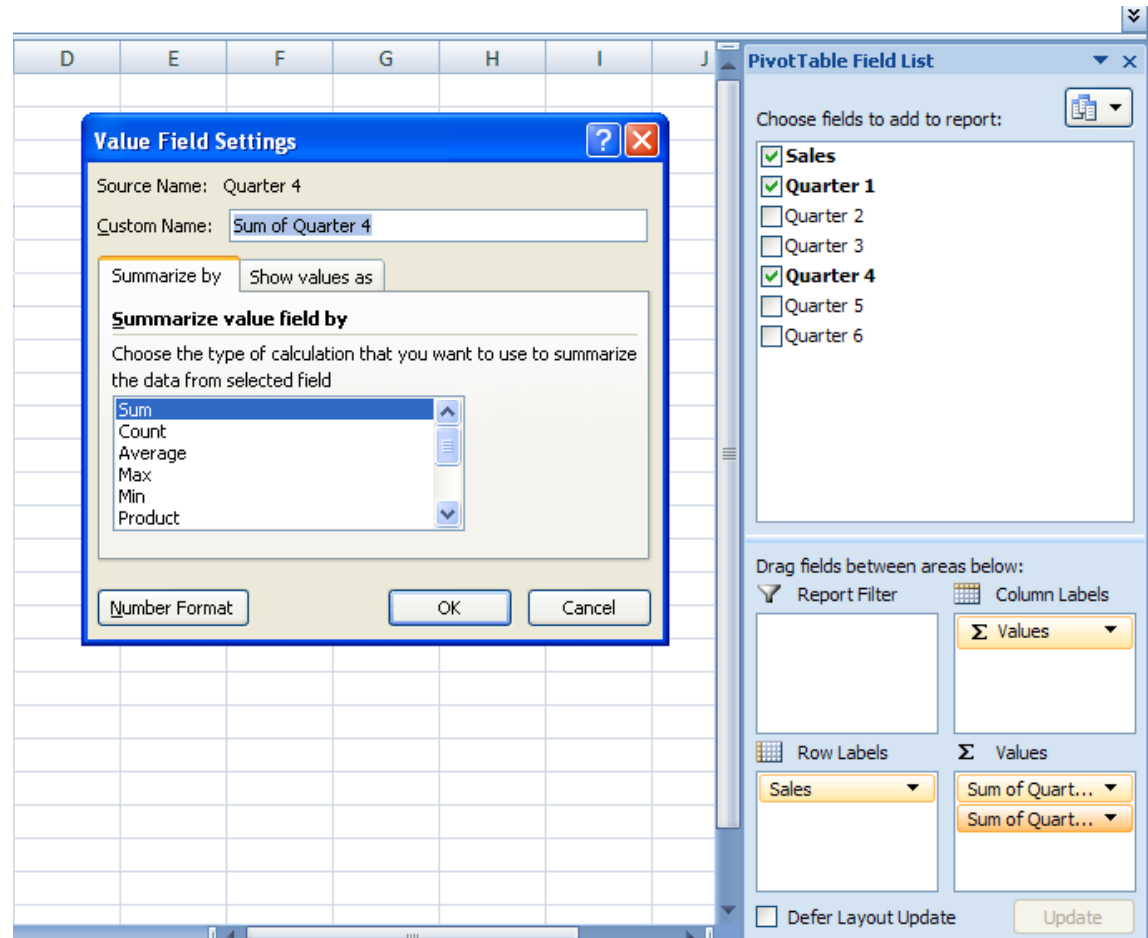 D E F G H I J
PivotTable Field List
Choose fields to add to report:
Sales
Quarter 1
Quarter 2
Quarter 3
Quarter 4
Quarter 5
Quarter 6
Value Field Settings
Source Name: Quarter 4
Custom Name: Sum of Quarter 4
Summarize by Show values as
Summarize value field by
Choose the type of calculation that you want to use to summarize
the data from selected field
Sum
Count
Average
Max
Min
Product
Number Format OK Cancel
Drag fields between areas below:
Report Filter Column Labels
Σ Values
Row Labels Σ Values
Sales Sum of Quart...
Sum of Quart...
Defer Layout Update Update